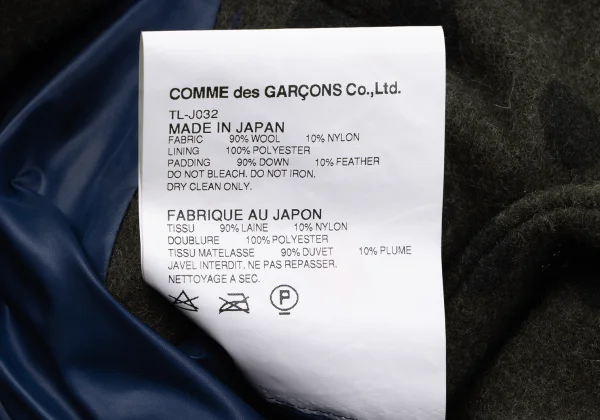 COMME des GARÇONS Co.,Ltd.
TL-J032
MADE IN JAPAN
FABRIC 90% WOOL 10% NYLON
LINING 100% POLYESTER
PADDING 90% DOWN 10% FEATHER
DO NOT BLEACH. DO NOT IRON.
DRY CLEAN ONLY.
FABRIQUE AU JAPON
TISSU 90% LAINE 10% NYLON
DOUBLURE 100% POLYESTER
TISSU MATELASSE 90% DUVET 10% PLUME
JAVEL INTERDIT. NE PAS REPASSER.
NETTOYAGE A SEC.
P